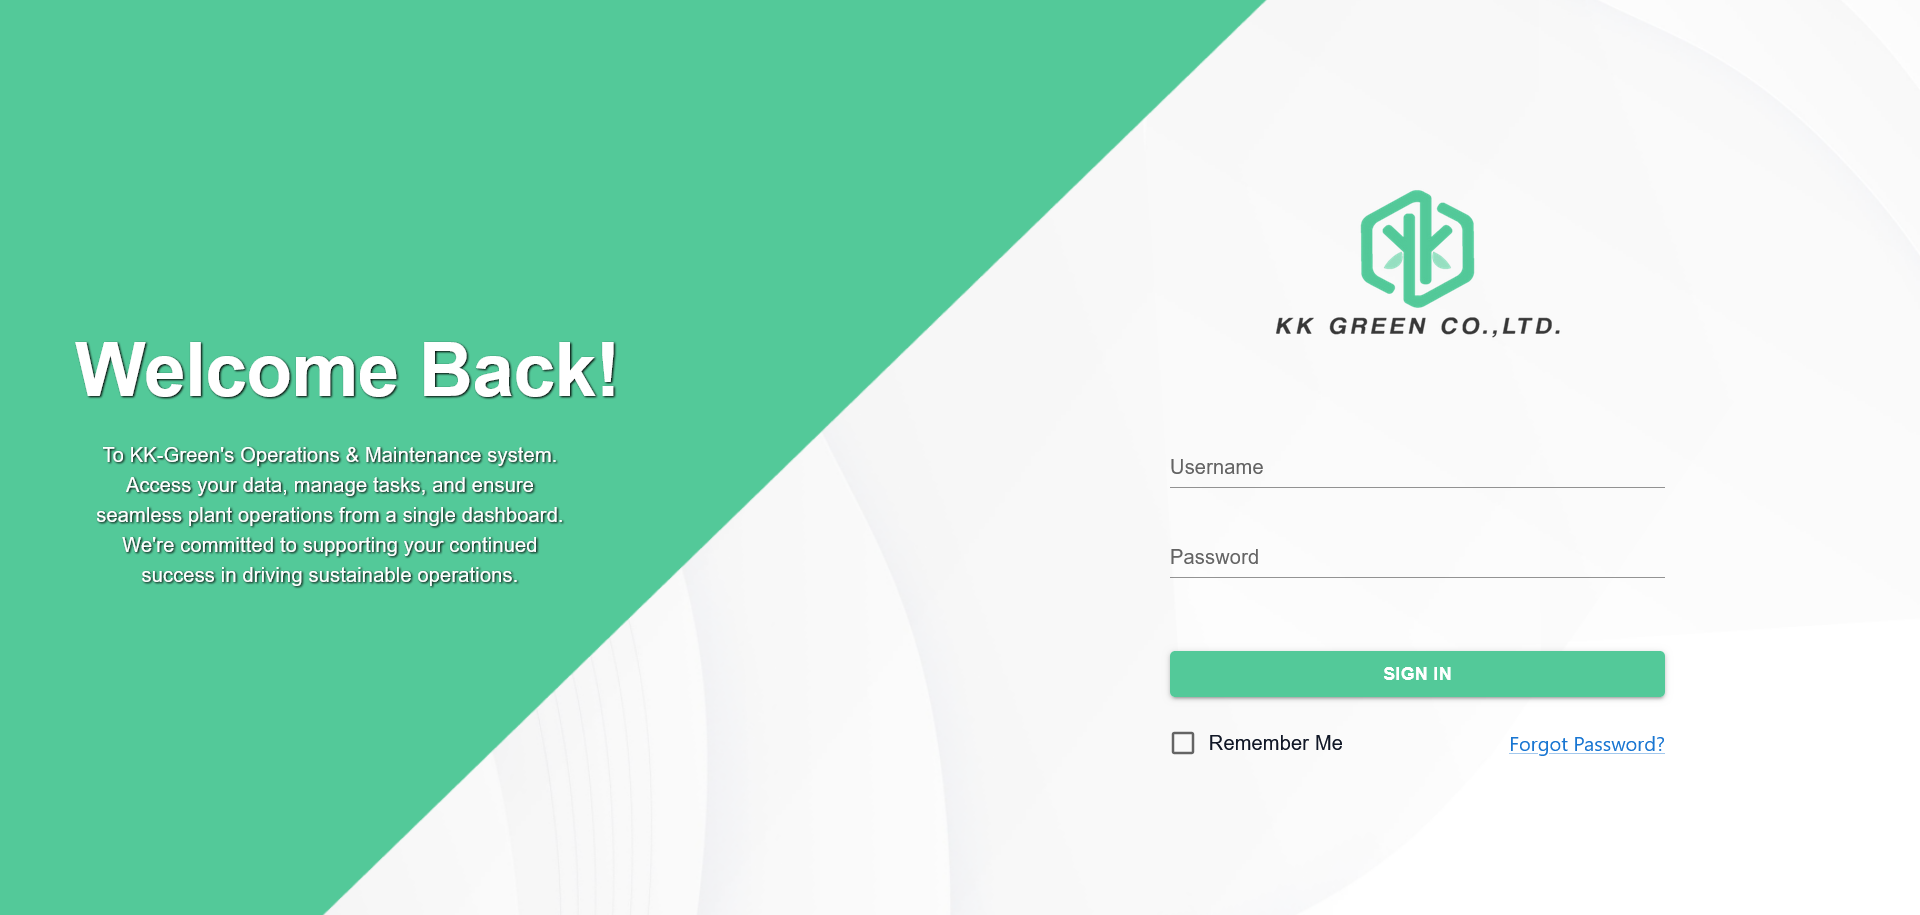 Welcome Back!
To KK-Green's Operations & Maintenance system.
Access your data, manage tasks, and ensure
seamless plant operations from a single dashboard.
We're committed to supporting your continued
success in driving sustainable operations.
KK GREEN CO.,LTD.
Username
Password
SIGN IN
Remember Me
Forgot Password?